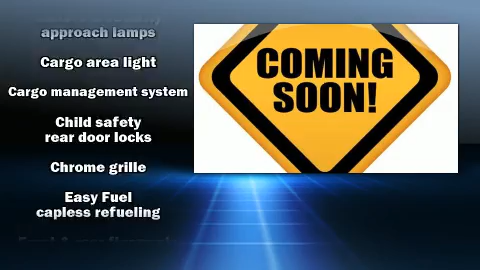 approach lamps
Cargo area light
Cargo management system
Child safety
rear door locks
Chrome grille
Easy Fuel
capless refueling
COMING
SOON!